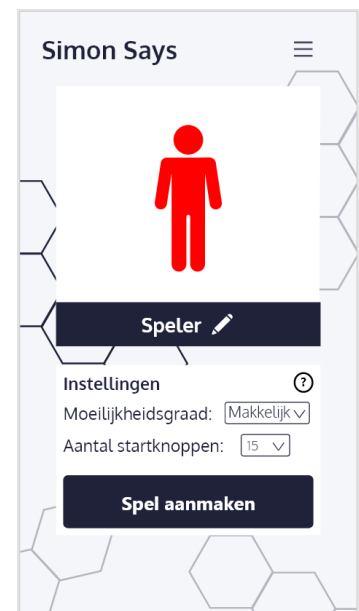 Simon Says
Speler
Instellingen ?
Moeilijkheidsgraad: Makkelijk
Aantal startknoppen: 15
Spel aanmaken